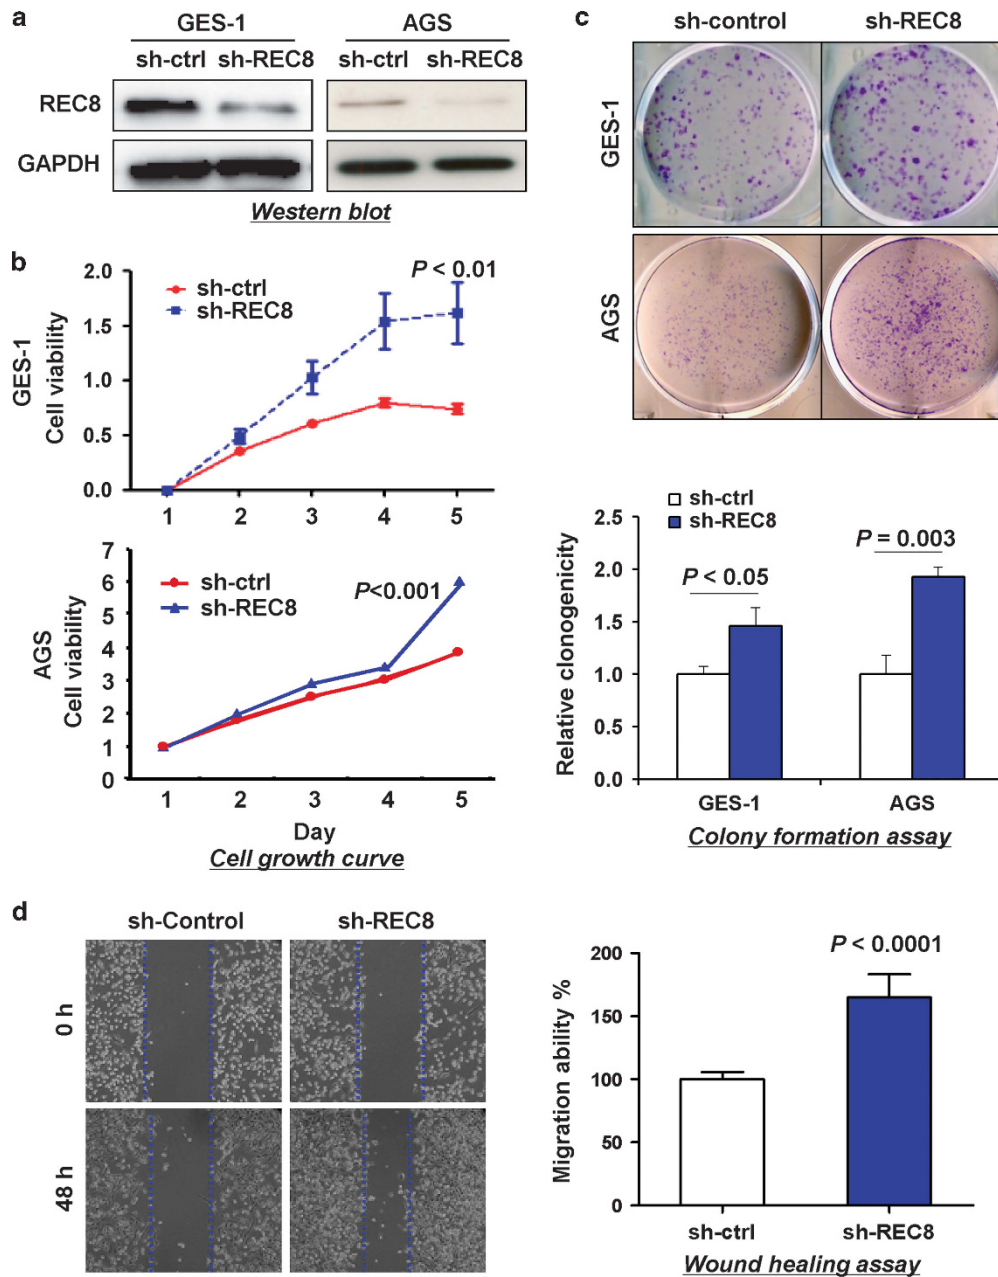 a
GES-1
AGS
sh-ctrl
sh-REC8
sh-ctrl
sh-REC8
REC8
GAPDH
Western blot
b
GES-1
Cell viability
2.0
1.5
1.0
0.5
0.0
sh-ctrl
sh-REC8
P < 0.01
1
2
3
4
5
AGS
Cell viability
7
6
5
4
3
2
1
0
sh-ctrl
sh-REC8
P<0.001
1
2
3
4
5
Day
Cell growth curve
c
sh-control
sh-REC8
GES-1
AGS
sh-ctrl
sh-REC8
Relative clonogenicity
2.5
2.0
1.5
1.0
0.5
0.0
P < 0.05
P = 0.003
GES-1
AGS
Colony formation assay
d
sh-Control
sh-REC8
0 h
48 h
Migration ability %
200
150
100
50
0
P < 0.0001
sh-ctrl
sh-REC8
Wound healing assay